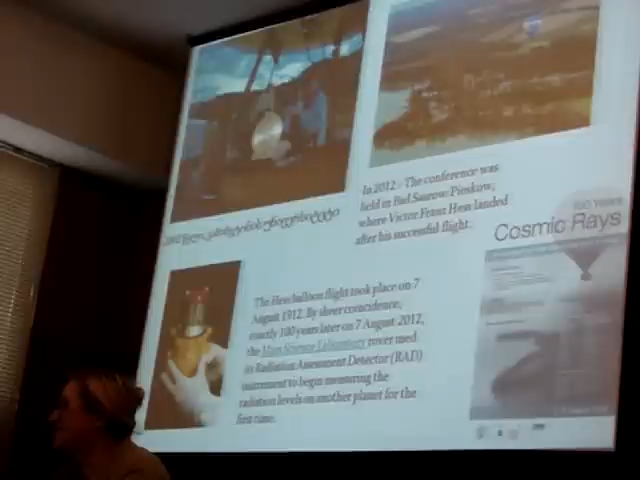 In 2012 - The conference was
held in Bad Saarow-Pieskow,
where Victor Franz Hess landed
after his successful flight.
100 Years
Cosmic Rays
The Hess balloon flight took place on 7
August 1912. By sheer coincidence,
exactly 100 years later on 7 August 2012,
the Mars Science Laboratory rover used
its Radiation Assessment Detector (RAD)
instrument to begin measuring the
radiation levels on another planet for the
first time.